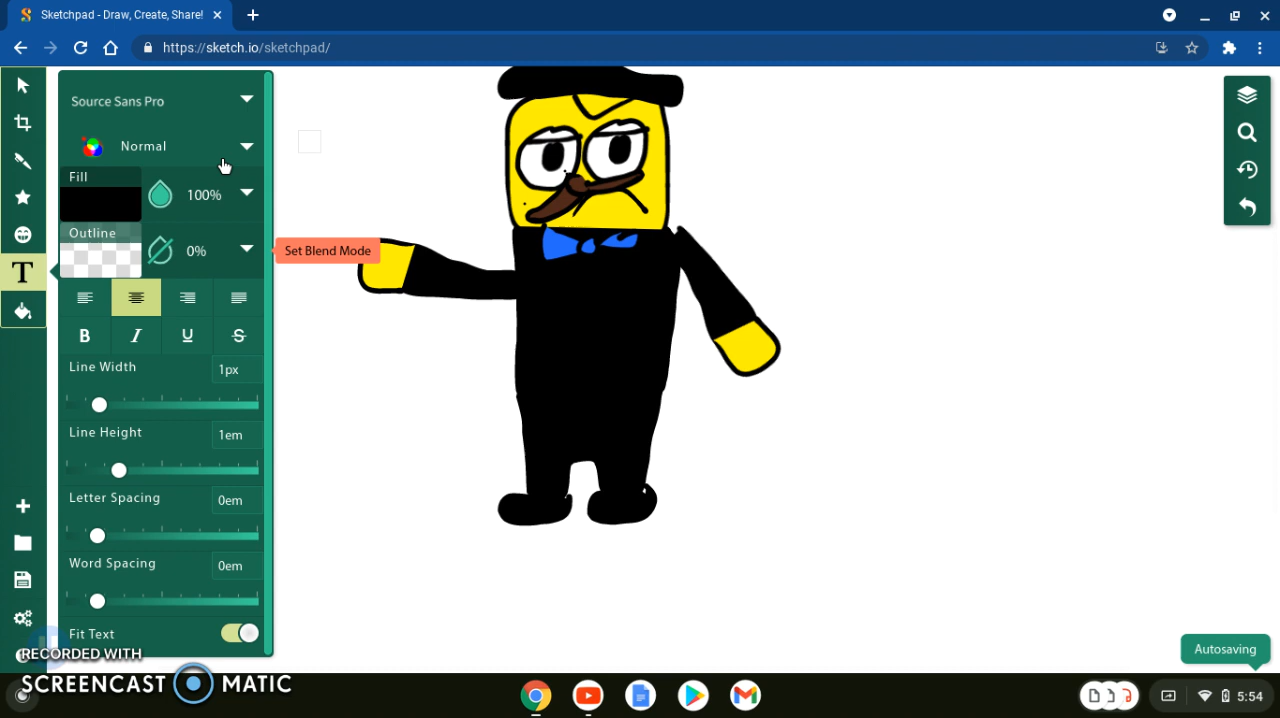 Sketchpad - Draw, Create, Share!
https://sketch.io/sketchpad/
Source Sans Pro
Normal
Fill
100%
Outline
0%
Set Blend Mode
T
B I U S
Line Width
1px
Line Height
1em
Letter Spacing
0em
Word Spacing
0em
Fit Text
Autosaving
RECORDED WITH
SCREENCAST MATIC
5:54